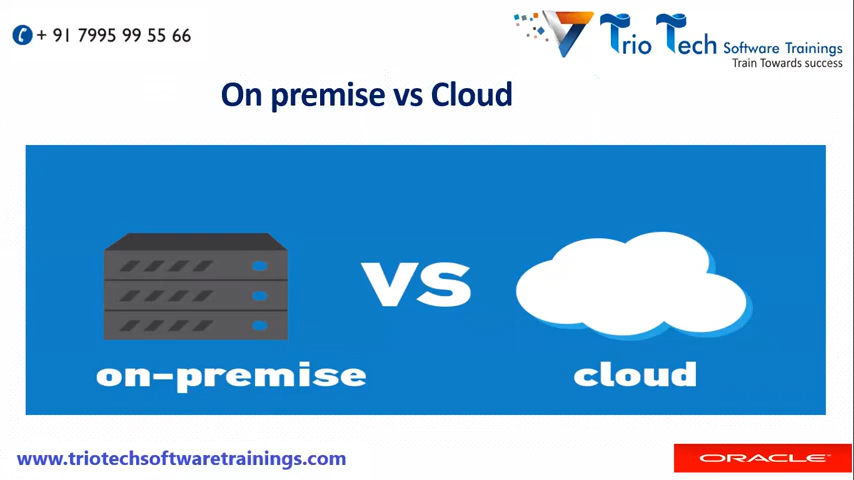 + 91 7995 99 55 66
Trio Tech Software Trainings
Train Towards success
On premise vs Cloud
vs
on-premise
cloud
www.triotechsoftwaretrainings.com
ORACLE